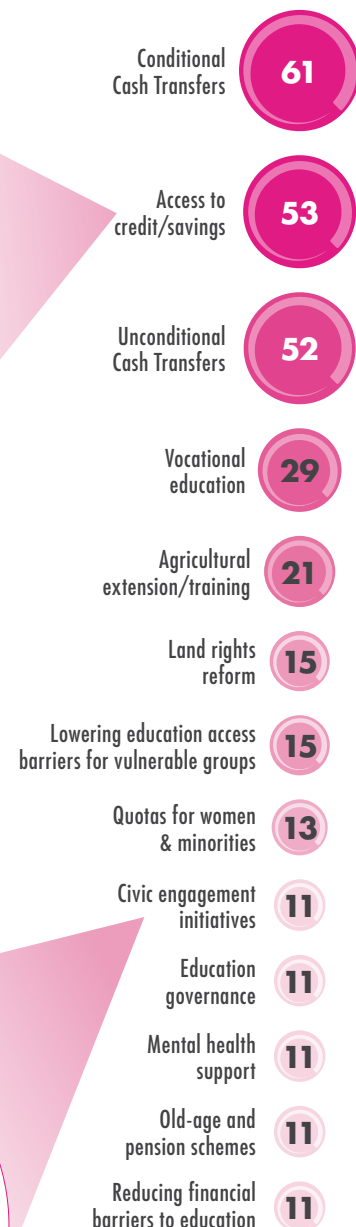 Conditional
Cash Transfers
61
Access to
credit/savings
53
Unconditional
Cash Transfers
52
Vocational
education
29
Agricultural
extension/training
21
Land rights
reform
15
Lowering education access
barriers for vulnerable groups
15
Quotas for women
& minorities
13
Civic engagement
initiatives
11
Education
governance
11
Mental health
support
11
Old-age and
pension schemes
11
Reducing financial
barriers to education
11